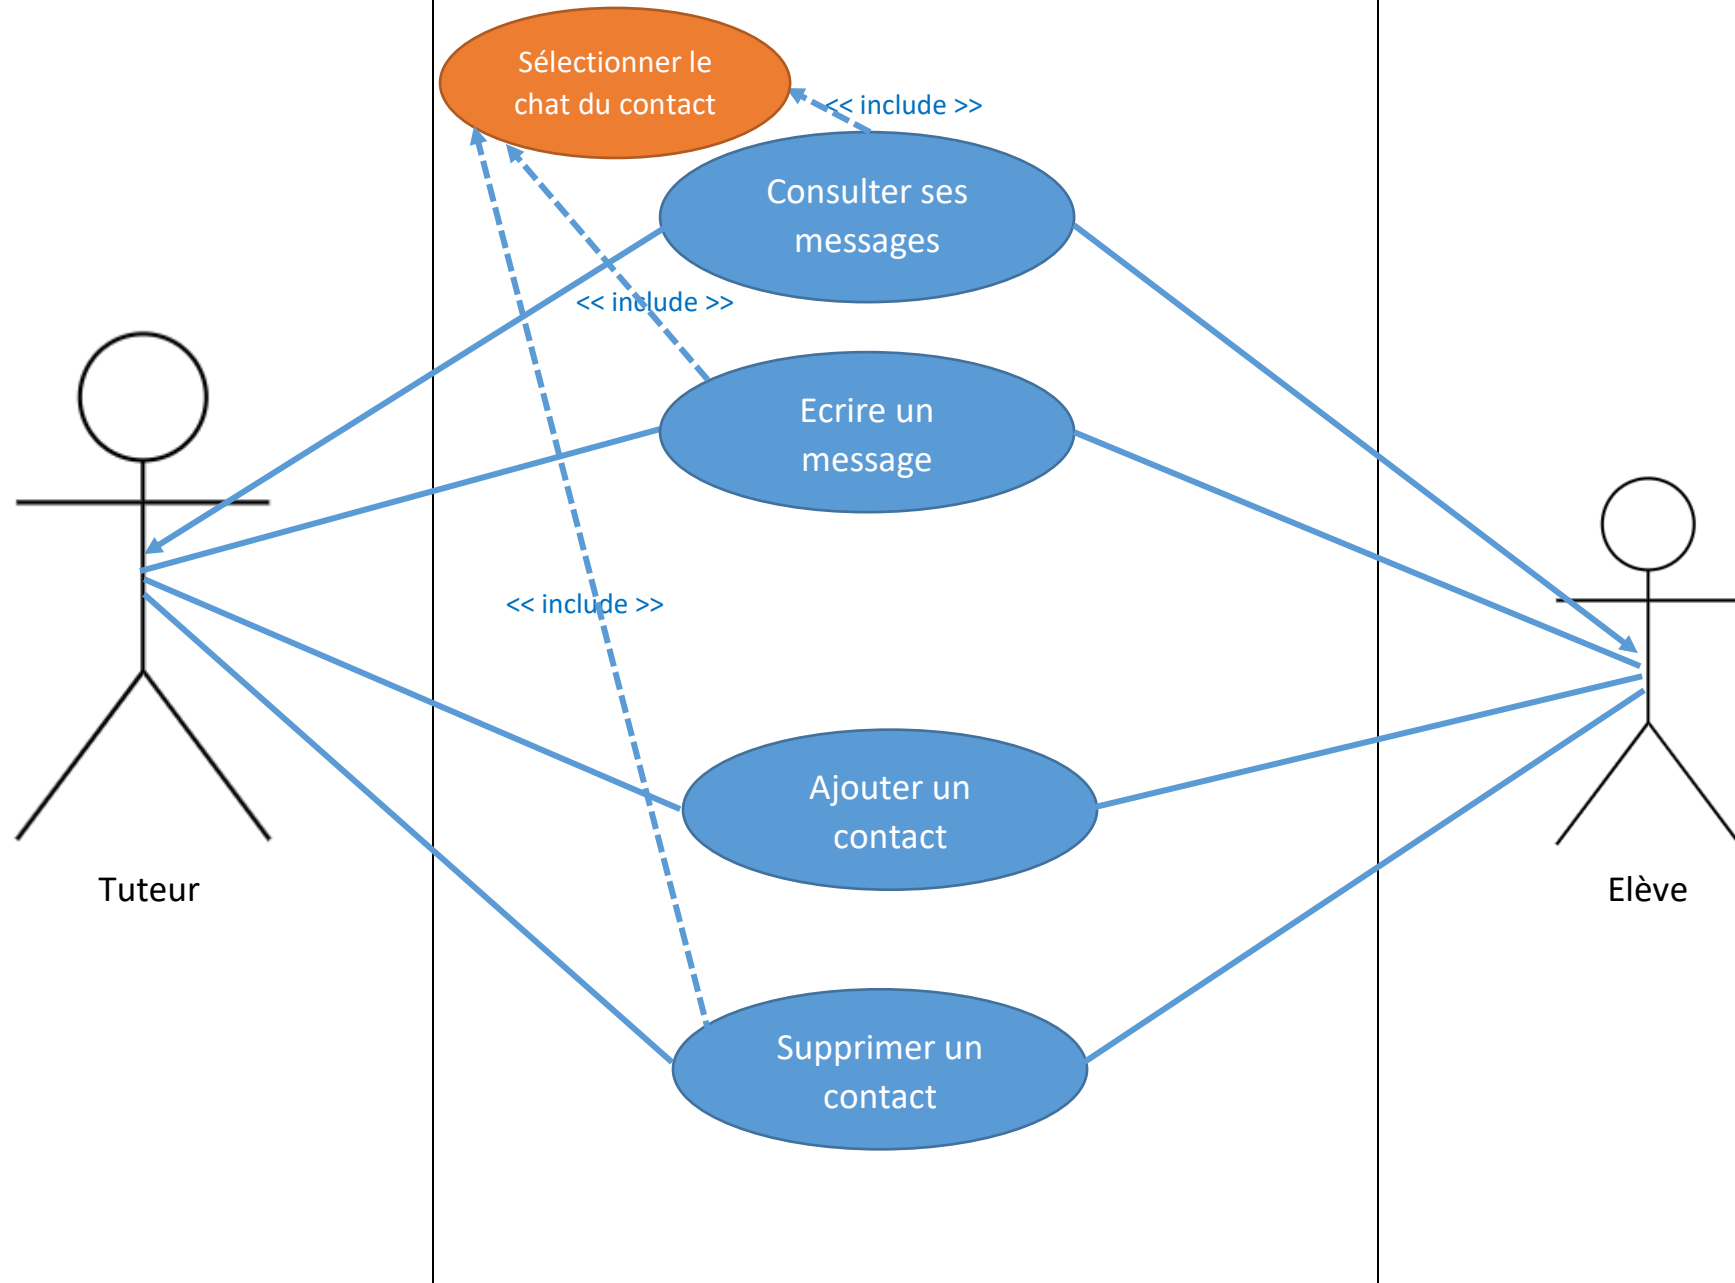 Sélectionner le
chat du contact
<< include >>
Consulter ses
messages
<< include >>
Ecrire un
message
<< include >>
Ajouter un
contact
Tuteur
Elève
Supprimer un
contact